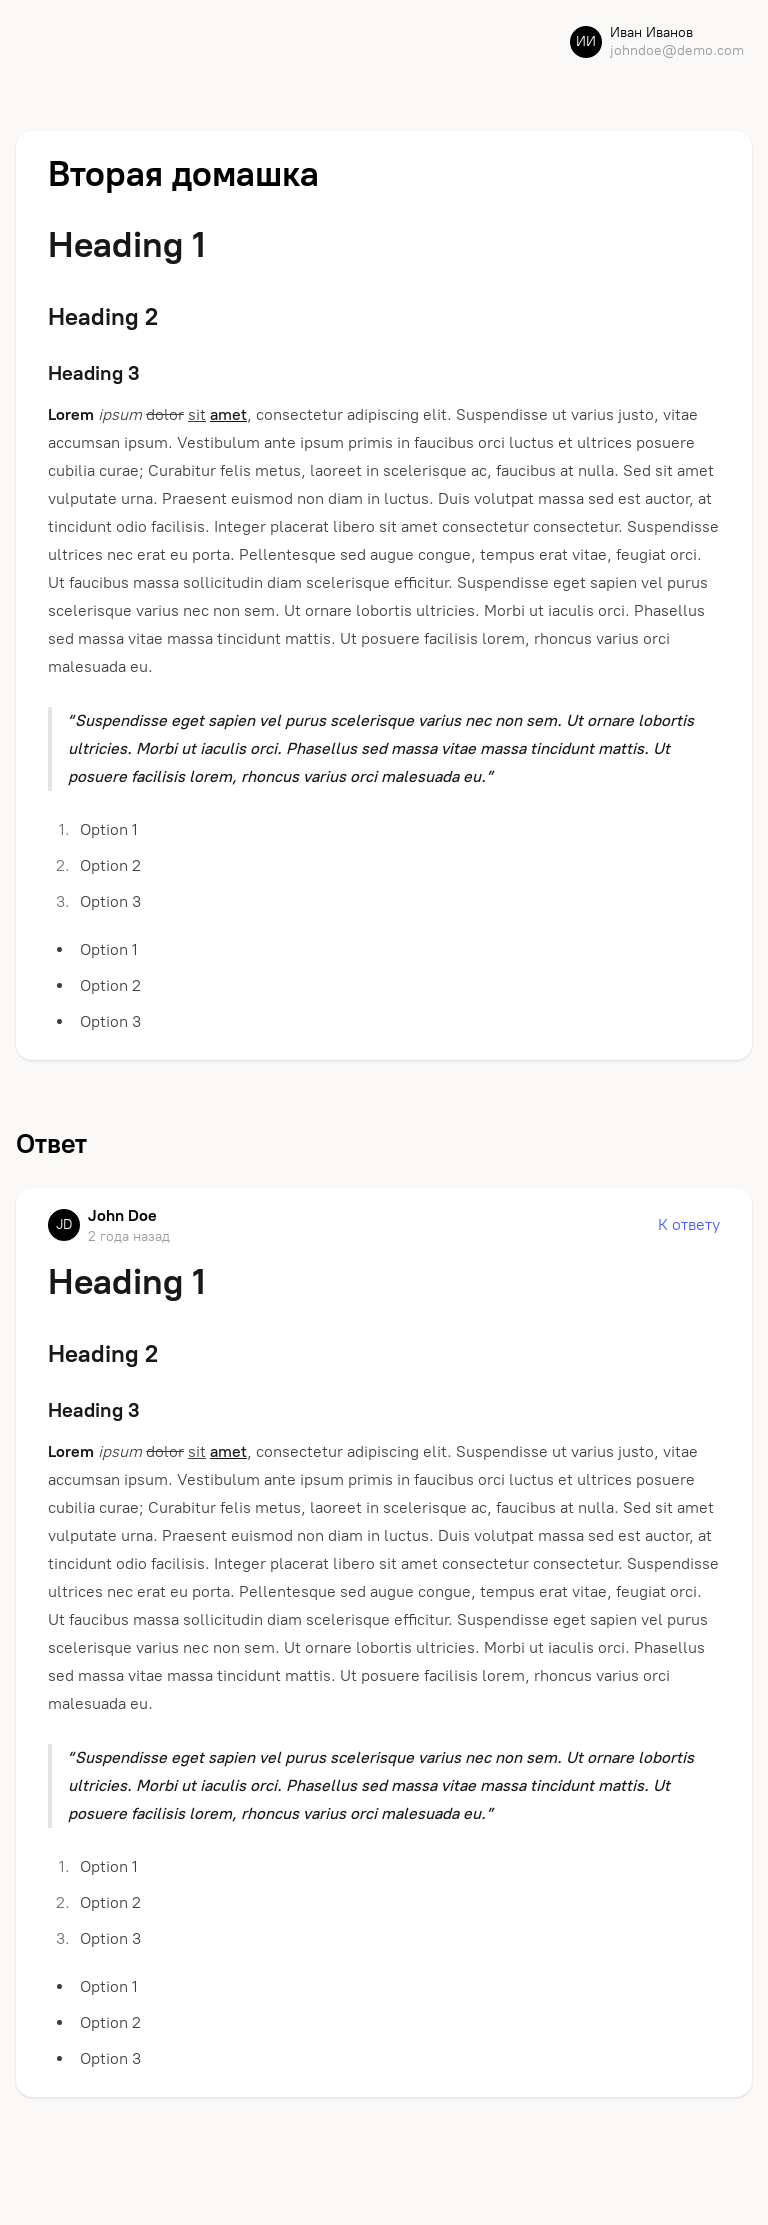 ИИ
Иван Иванов
johndoe@demo.com
Вторая домашка
Heading 1
Heading 2
Heading 3
Lorem ipsum dolor sit amet, consectetur adipiscing elit. Suspendisse ut varius justo, vitae
accumsan ipsum. Vestibulum ante ipsum primis in faucibus orci luctus et ultrices posuere
cubilia curae; Curabitur felis metus, laoreet in scelerisque ac, faucibus at nulla. Sed sit amet
vulputate urna. Praesent euismod non diam in luctus. Duis volutpat massa sed est auctor, at
tincidunt odio facilisis. Integer placerat libero sit amet consectetur consectetur. Suspendisse
ultrices nec erat eu porta. Pellentesque sed augue congue, tempus erat vitae, feugiat orci.
Ut faucibus massa sollicitudin diam scelerisque efficitur. Suspendisse eget sapien vel purus
scelerisque varius nec non sem. Ut ornare lobortis ultricies. Morbi ut iaculis orci. Phasellus
sed massa vitae massa tincidunt mattis. Ut posuere facilisis lorem, rhoncus varius orci
malesuada eu.
“Suspendisse eget sapien vel purus scelerisque varius nec non sem. Ut ornare lobortis
ultricies. Morbi ut iaculis orci. Phasellus sed massa vitae massa tincidunt mattis. Ut
posuere facilisis lorem, rhoncus varius orci malesuada eu.”
1. Option 1
2. Option 2
3. Option 3
• Option 1
• Option 2
• Option 3
Ответ
JD
John Doe
2 года назад
К ответу
Heading 1
Heading 2
Heading 3
Lorem ipsum dolor sit amet, consectetur adipiscing elit. Suspendisse ut varius justo, vitae
accumsan ipsum. Vestibulum ante ipsum primis in faucibus orci luctus et ultrices posuere
cubilia curae; Curabitur felis metus, laoreet in scelerisque ac, faucibus at nulla. Sed sit amet
vulputate urna. Praesent euismod non diam in luctus. Duis volutpat massa sed est auctor, at
tincidunt odio facilisis. Integer placerat libero sit amet consectetur consectetur. Suspendisse
ultrices nec erat eu porta. Pellentesque sed augue congue, tempus erat vitae, feugiat orci.
Ut faucibus massa sollicitudin diam scelerisque efficitur. Suspendisse eget sapien vel purus
scelerisque varius nec non sem. Ut ornare lobortis ultricies. Morbi ut iaculis orci. Phasellus
sed massa vitae massa tincidunt mattis. Ut posuere facilisis lorem, rhoncus varius orci
malesuada eu.
“Suspendisse eget sapien vel purus scelerisque varius nec non sem. Ut ornare lobortis
ultricies. Morbi ut iaculis orci. Phasellus sed massa vitae massa tincidunt mattis. Ut
posuere facilisis lorem, rhoncus varius orci malesuada eu.”
1. Option 1
2. Option 2
3. Option 3
• Option 1
• Option 2
• Option 3